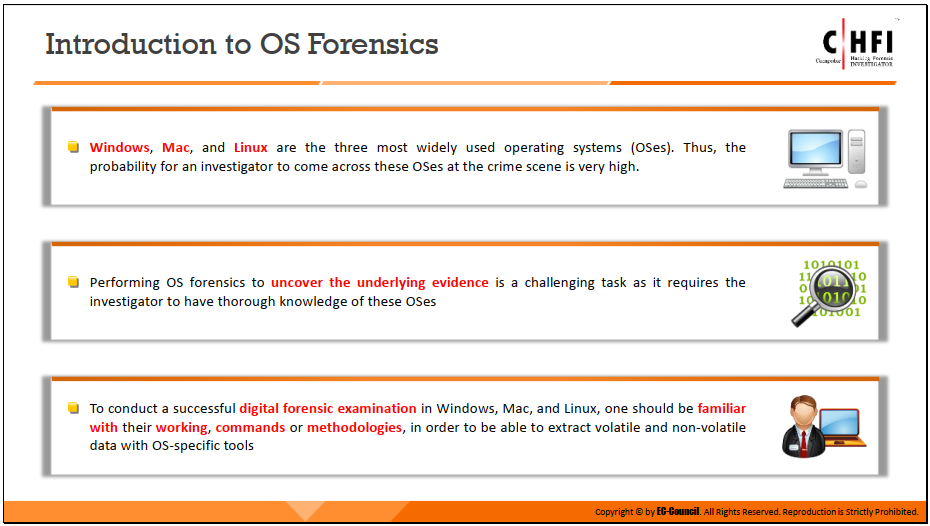 Introduction to OS Forensics
C HFI
Computer Hacking Forensic
INVESTIGATOR
Windows, Mac, and Linux are the three most widely used operating systems (OSes). Thus, the
probability for an investigator to come across these OSes at the crime scene is very high.
Performing OS forensics to uncover the underlying evidence is a challenging task as it requires the
investigator to have thorough knowledge of these OSes
1010101
To conduct a successful digital forensic examination in Windows, Mac, and Linux, one should be familiar
with their working, commands or methodologies, in order to be able to extract volatile and non-volatile
data with OS-specific tools
Copyright © by EC-Council. All Rights Reserved. Reproduction is Strictly Prohibited.